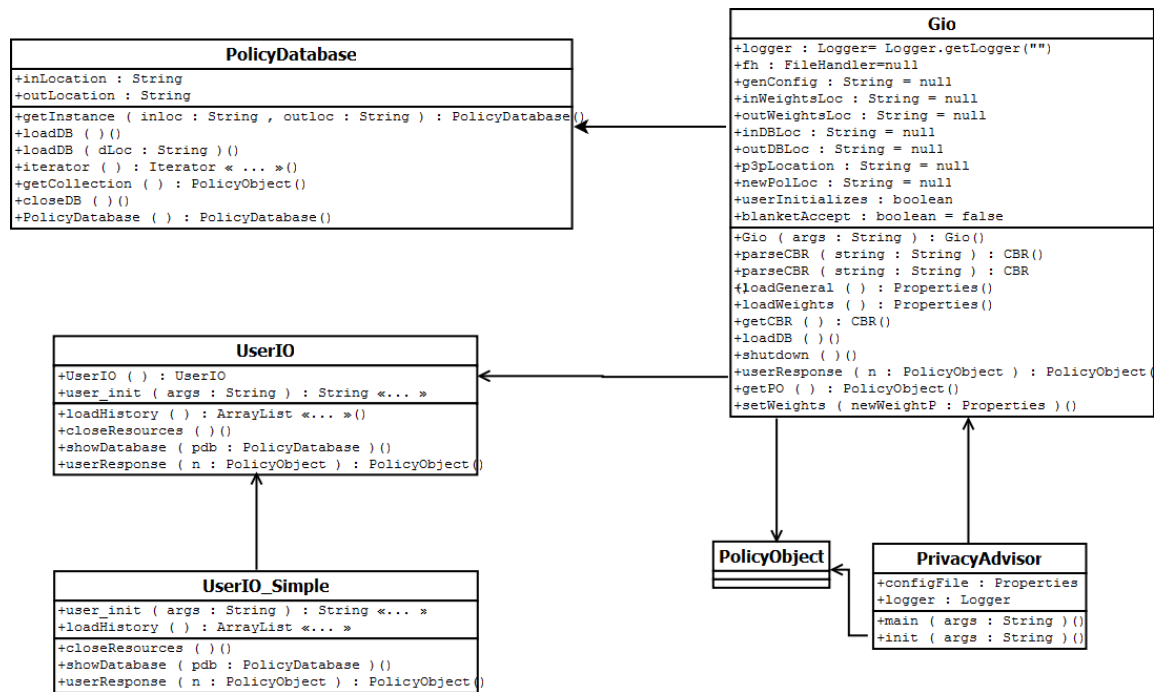 PolicyDatabase
+inLocation : String
+outLocation : String
+getInstance ( inloc : String , outloc : String ) : PolicyDatabase()
+loadDB ( )()
+loadDB ( dLoc : String )()
+iterator ( ) : Iterator « ... »()
+getCollection ( ) : PolicyObject()
+closeDB ( )()
+PolicyDatabase ( ) : PolicyDatabase()
Gio
+logger : Logger= Logger.getLogger("")
+fh : FileHandler=null
+genConfig : String = null
+inWeightsLoc : String = null
+outWeightsLoc : String = null
+inDBLoc : String = null
+outDBLoc : String = null
+p3pLocation : String = null
+newPolLoc : String = null
+userInitializes : boolean
+blanketAccept : boolean = false
+Gio ( args : String ) : Gio()
+parseCBR ( string : String ) : CBR()
+parseCBR ( string : String ) : CBR
()
+loadGeneral ( ) : Properties()
+loadWeights ( ) : Properties()
+getCBR ( ) : CBR()
+loadDB ( )()
+shutdown ( )()
+userResponse ( n : PolicyObject ) : PolicyObject(
+getPO ( ) : PolicyObject()
+setWeights ( newWeightP : Properties )()
UserIO
+UserIO ( ) : UserIO
+user_init ( args : String ) : String «... »
+loadHistory ( ) : ArrayList «... »()
+closeResources ( )()
+showDatabase ( pdb : PolicyDatabase )()
+userResponse ( n : PolicyObject ) : PolicyObject()
UserIO_Simple
+user_init ( args : String ) : String «... »
+loadHistory ( ) : ArrayList «... »
+closeResources ( )()
+showDatabase ( pdb : PolicyDatabase )()
+userResponse ( n : PolicyObject ) : PolicyObject()
PolicyObject
PrivacyAdvisor
+configFile : Properties
+logger : Logger
+main ( args : String )()
+init ( args : String )()